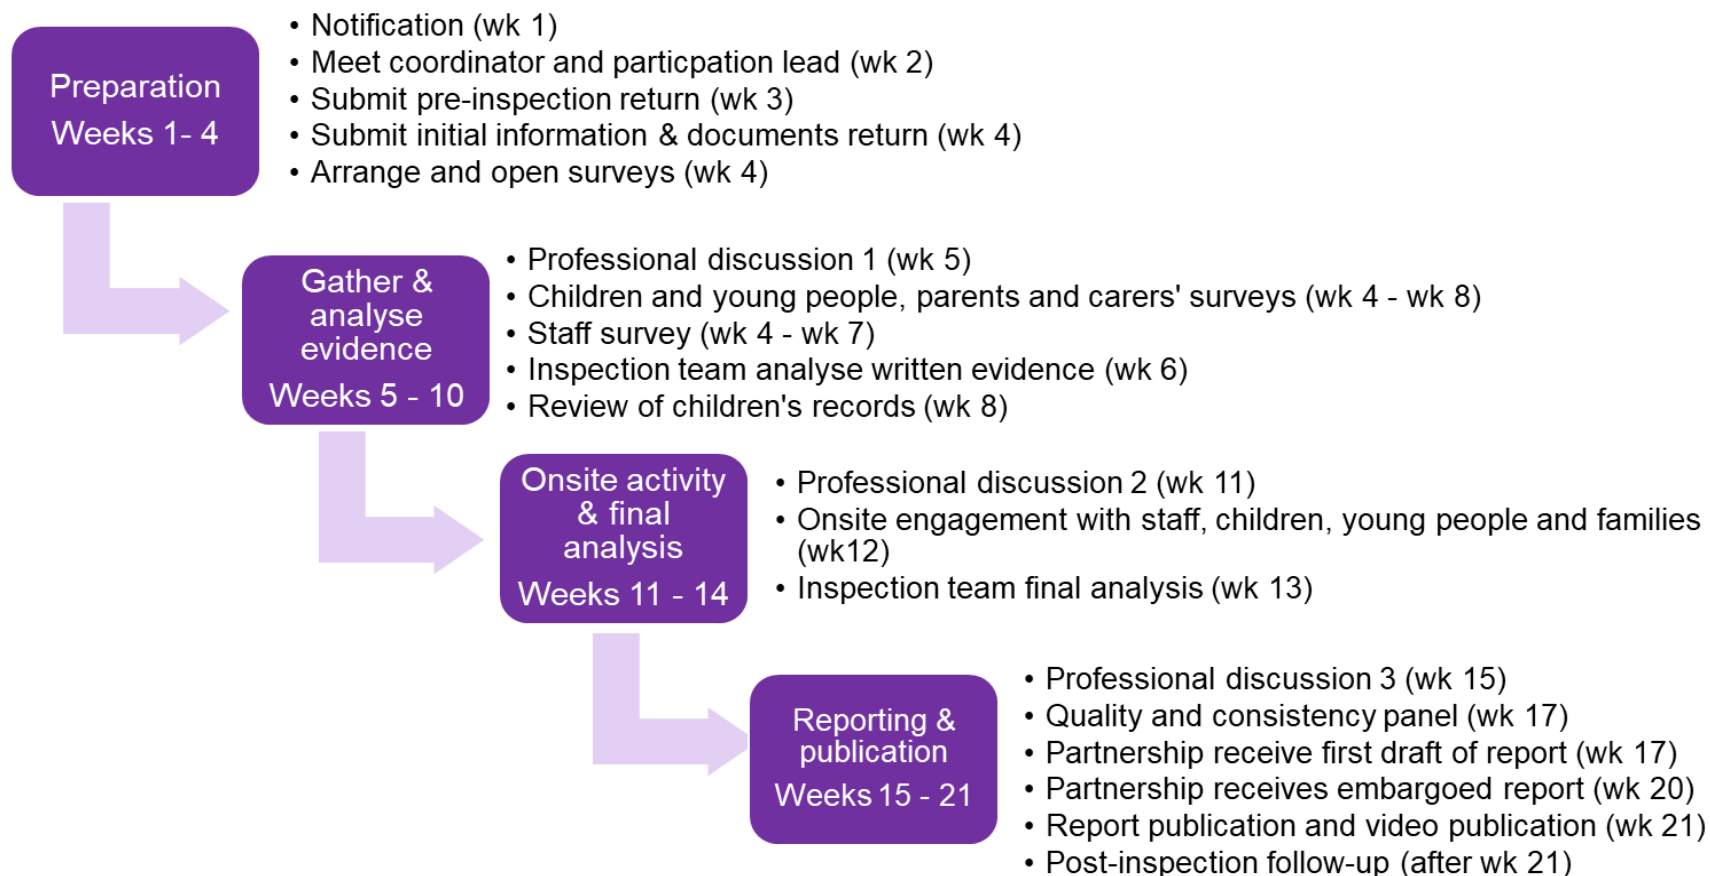 Preparation
Weeks 1- 4
• Notification (wk 1)
• Meet coordinator and particpation lead (wk 2)
• Submit pre-inspection return (wk 3)
• Submit initial information & documents return (wk 4)
• Arrange and open surveys (wk 4)
Gather &
analyse
evidence
Weeks 5 - 10
• Professional discussion 1 (wk 5)
• Children and young people, parents and carers' surveys (wk 4 - wk 8)
• Staff survey (wk 4 - wk 7)
• Inspection team analyse written evidence (wk 6)
• Review of children's records (wk 8)
Onsite activity
& final
analysis
Weeks 11 - 14
• Professional discussion 2 (wk 11)
• Onsite engagement with staff, children, young people and families
(wk12)
• Inspection team final analysis (wk 13)
Reporting &
publication
Weeks 15 - 21
• Professional discussion 3 (wk 15)
• Quality and consistency panel (wk 17)
• Partnership receive first draft of report (wk 17)
• Partnership receives embargoed report (wk 20)
• Report publication and video publication (wk 21)
• Post-inspection follow-up (after wk 21)